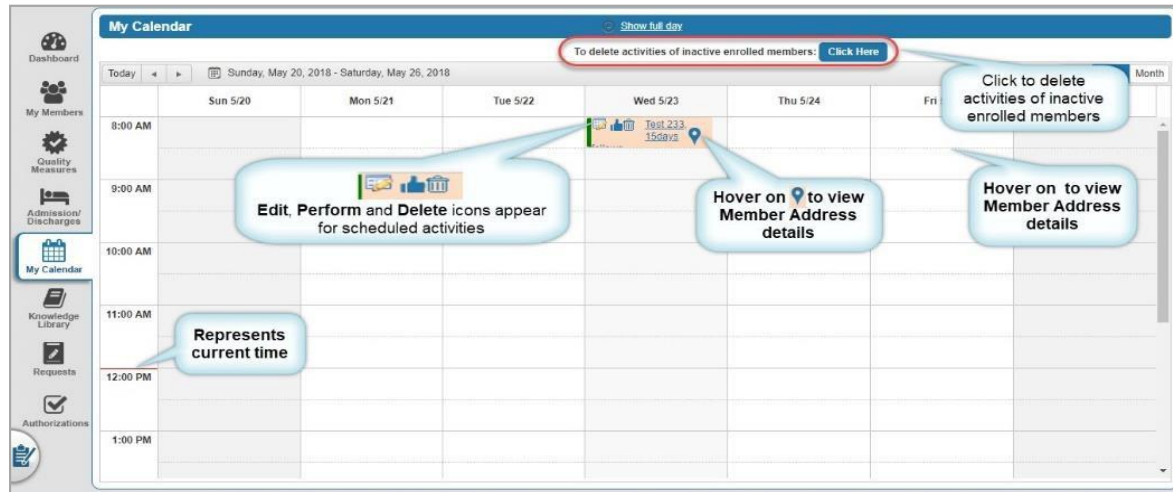 My Calendar
Show full day
To delete activities of inactive enrolled members: Click Here
Today
Sunday, May 20, 2018 - Saturday, May 26, 2018
Month
Sun 5/20
Mon 5/21
Tue 5/22
Wed 5/23
Thu 5/24
Fri
Click to delete
activities of inactive
enrolled members
Dashboard
My Members
Quality
Measures
Admission/
Discharges
My Calendar
Knowledge
Library
Requests
Authorizations
8:00 AM
9:00 AM
10:00 AM
11:00 AM
12:00 PM
1:00 PM
Test 233,
15days
Edit, Perform and Delete icons appear
for scheduled activities
Hover on to view
Member Address
details
Hover on to view
Member Address
details
Represents
current time